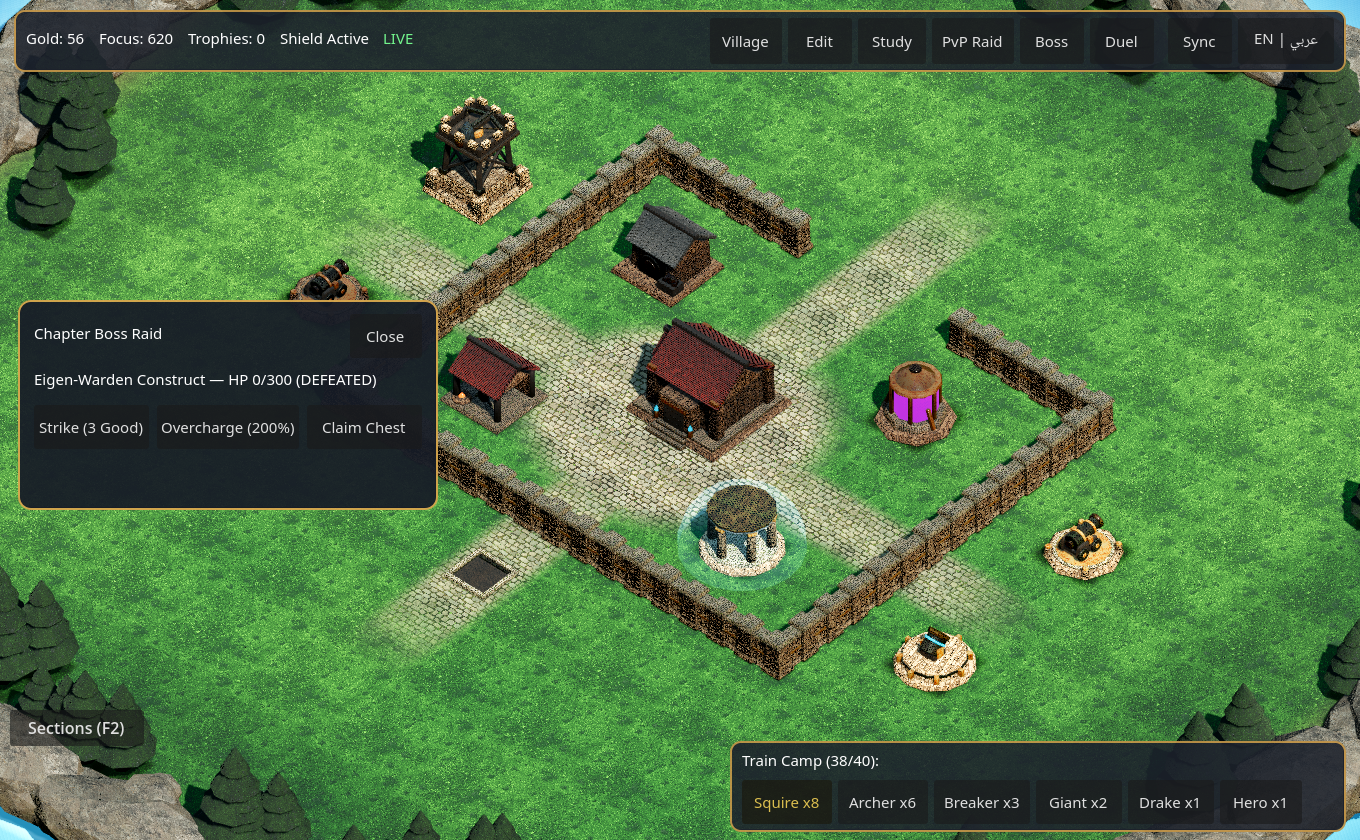 Gold: 56 Focus: 620 Trophies: 0 Shield Active LIVE Village Edit Study PvP Raid Boss Duel Sync EN | عربي
Chapter Boss Raid Close
Eigen-Warden Construct — HP 0/300 (DEFEATED)
Strike (3 Good) Overcharge (200%) Claim Chest
Sections (F2)
Train Camp (38/40):
Squire x8 Archer x6 Breaker x3 Giant x2 Drake x1 Hero x1